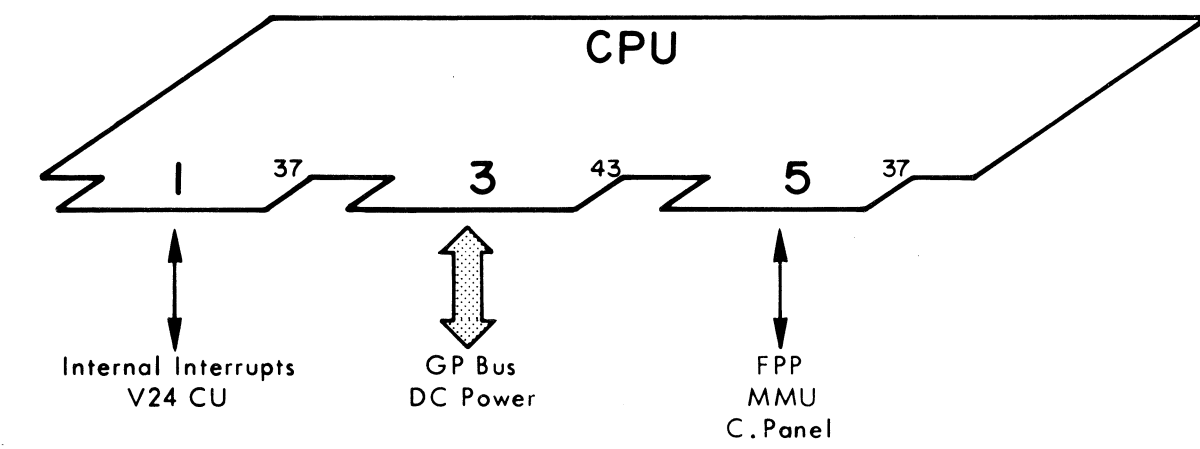 CPU
1 37 3 43 5 37
Internal Interrupts
V24 CU
GP Bus
DC Power
FPP
MMU
C.Panel